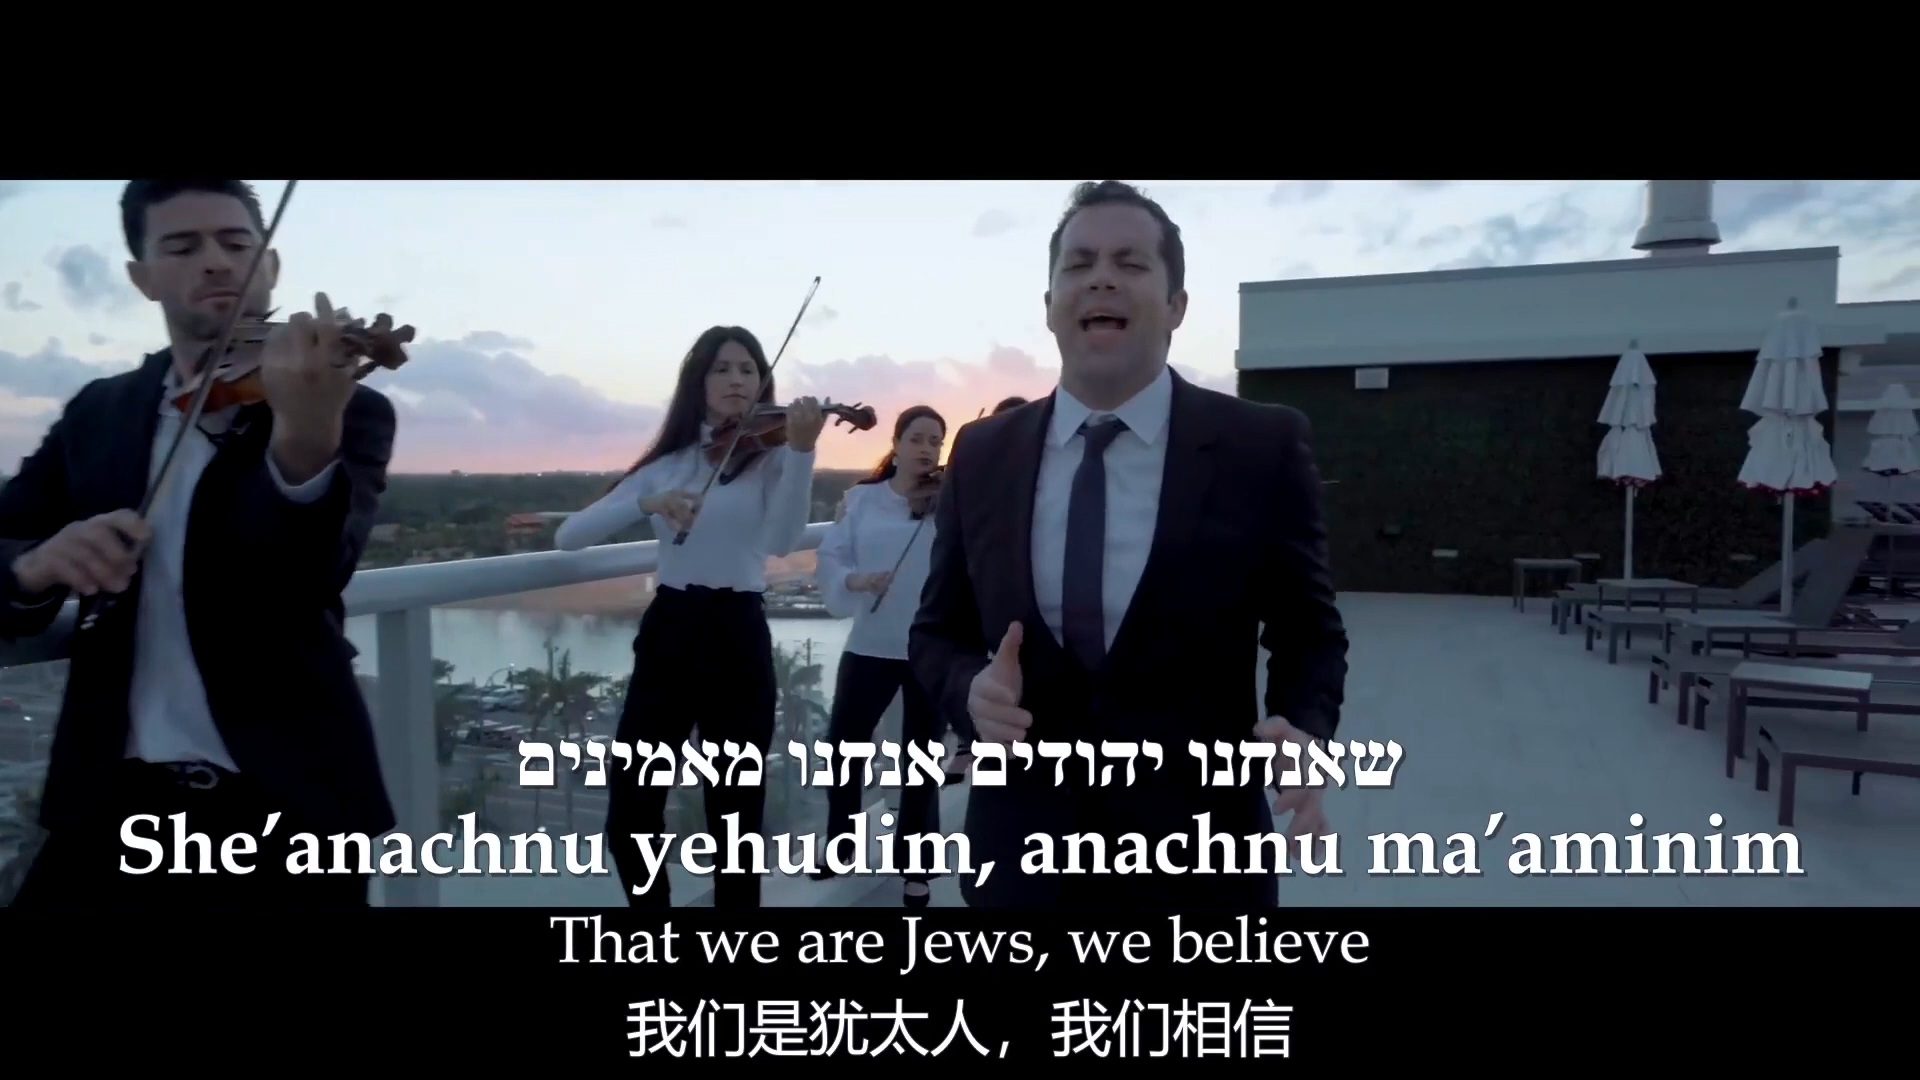 שאנחנו יהודים אנחנו מאמינים
She’anachnu yehudim, anachnu ma’aminim
That we are Jews, we believe
我们是犹太人，我们相信